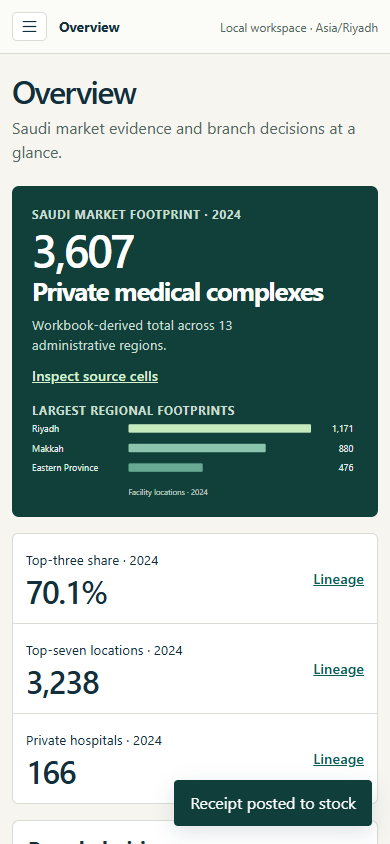 Overview
Local workspace · Asia/Riyadh
Overview
Saudi market evidence and branch decisions at a
glance.
SAUDI MARKET FOOTPRINT · 2024
3,607
Private medical complexes
Workbook-derived total across 13
administrative regions.
Inspect source cells
LARGEST REGIONAL FOOTPRINTS
Riyadh 1,171
Makkah 880
Eastern Province 476
Facility locations · 2024
Top-three share · 2024
70.1%
Lineage
Top-seven locations · 2024
3,238
Lineage
Private hospitals · 2024
166
Lineage
Receipt posted to stock